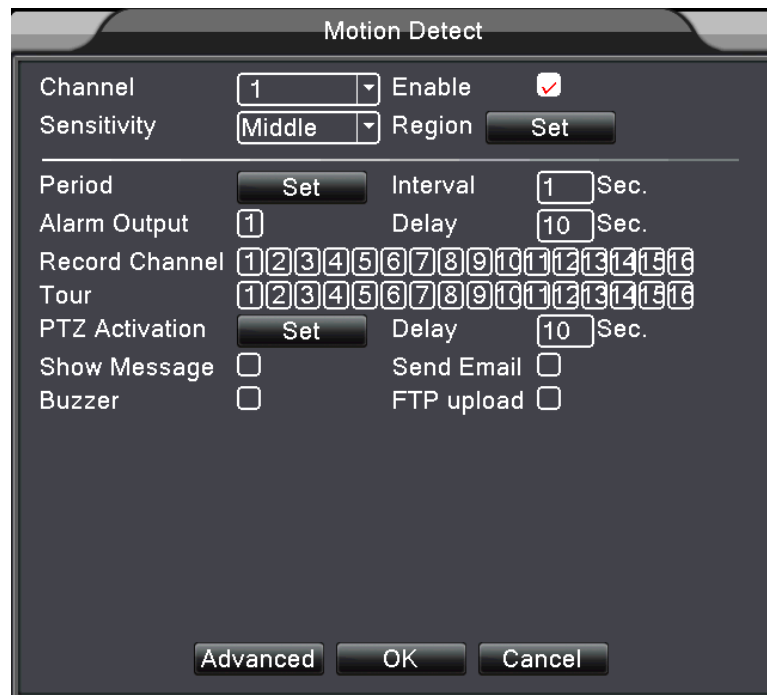 Motion Detect
Channel 1 Enable
Sensitivity Middle Region Set
Period Set Interval 1 Sec.
Alarm Output 1 Delay 10 Sec.
Record Channel 1 2 3 4 5 6 7 8 9 10 11 12 13 14 15 16
Tour 1 2 3 4 5 6 7 8 9 10 11 12 13 14 15 16
PTZ Activation Set Delay 10 Sec.
Show Message Send Email
Buzzer FTP upload
Advanced OK Cancel